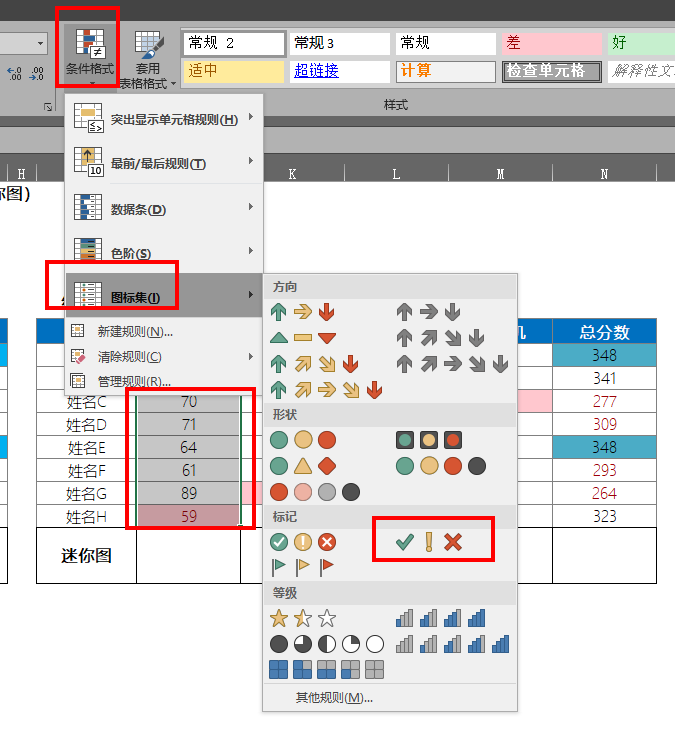 常规 2
常规 3
常规
差
好
条件格式
套用
表格格式
适中
超链接
计算
检查单元格
解释性文
←.0
.00
.00
→.0
样式
突出显示单元格规则(H)
最前/最后规则(T)
数据条(D)
色阶(S)
图标集(I)
新建规则(N)...
清除规则(C)
管理规则(R)...
H
K
L
M
N
你图)
方向
形状
标记
等级
其他规则(M)...
机
总分数
348
341
姓名C
70
277
姓名D
71
309
姓名E
64
348
姓名F
61
293
姓名G
89
264
姓名H
59
323
迷你图